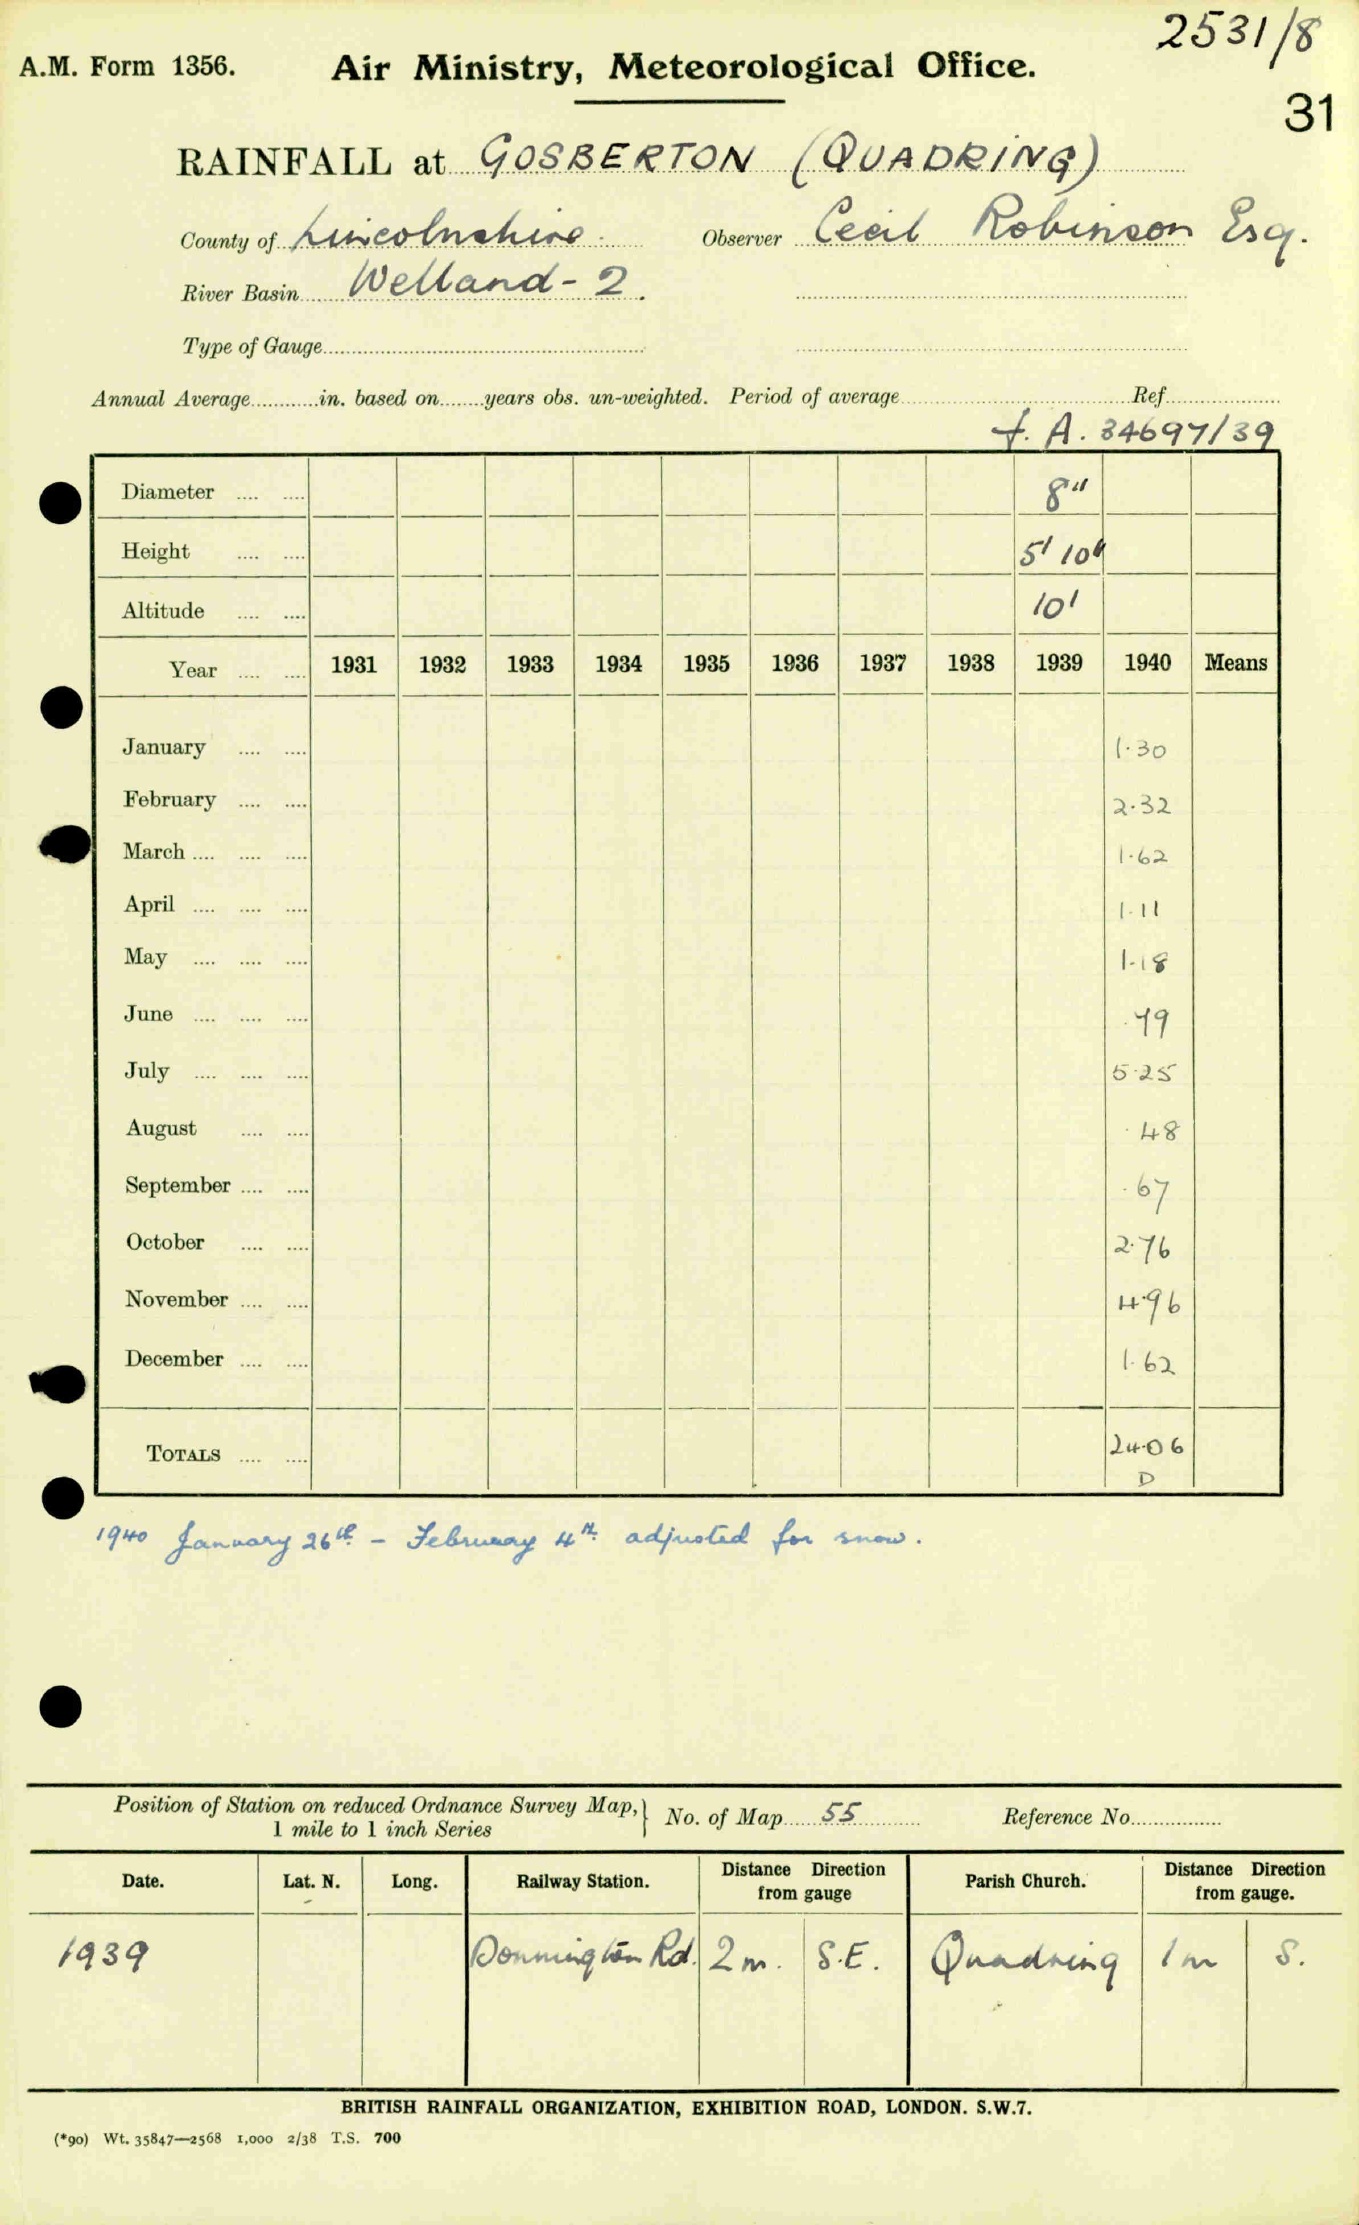 2531/8
A.M. Form 1356. Air Ministry, Meteorological Office.
31
RAINFALL at GOSBERTON (QUADRING)
County of Lincolnshire. Observer Cecil Robinson Esq.
River Basin Welland-2.
Type of Gauge
Annual Average in. based on years obs. un-weighted. Period of average Ref
f. A. 34697/39
Diameter 8"
Height 5' 10"
Altitude 10'
Year 1931 1932 1933 1934 1935 1936 1937 1938 1939 1940 Means
January 1.30
February 2.32
March 1.62
April 1.11
May 1.18
June .79
July 5.25
August .48
September .67
October 2.76
November 4.96
December 1.62
TOTALS 24.06
D
1940 January 26th - February 4th adjusted for snow.
Position of Station on reduced Ordnance Survey Map, } No. of Map 55 Reference No.
1 mile to 1 inch Series
Date. Lat. N. Long. Railway Station. Distance Direction from gauge Parish Church. Distance Direction from gauge.
1939 Donnington Rd. 2 m. S.E. Quadring 1 m S.
BRITISH RAINFALL ORGANIZATION, EXHIBITION ROAD, LONDON. S.W.7.
(*90) Wt. 35847—2568 1,000 2/38 T.S. 700